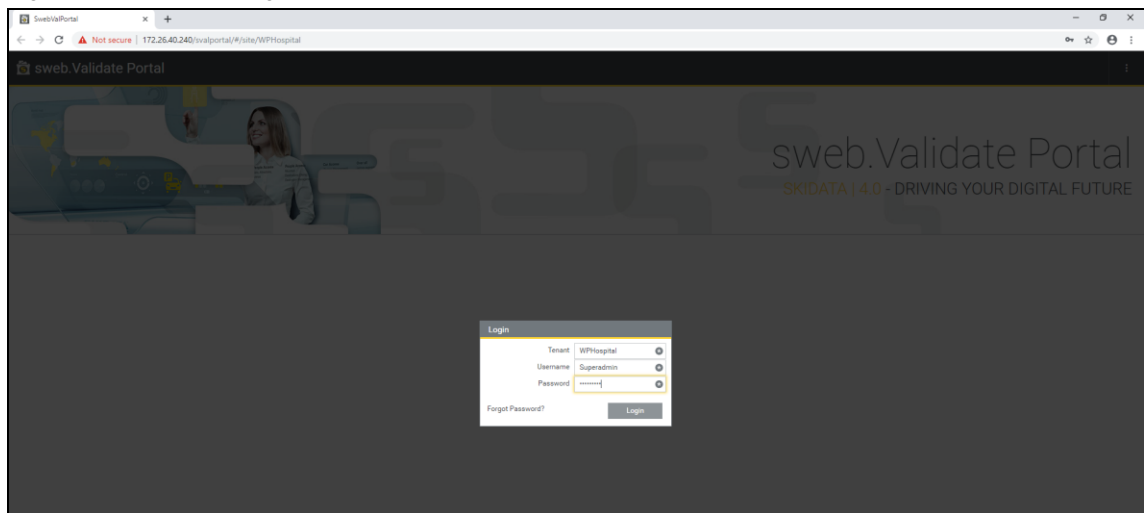 SwebValPortal
Not secure | 172.26.40.240/svalportal/#/site/WPHospital
sweb.Validate Portal
sweb.Validate Portal
SKIDATA | 4.0 - DRIVING YOUR DIGITAL FUTURE
Login
Tenant WPHospital
Username Superadmin
Password ·········
Forgot Password? Login